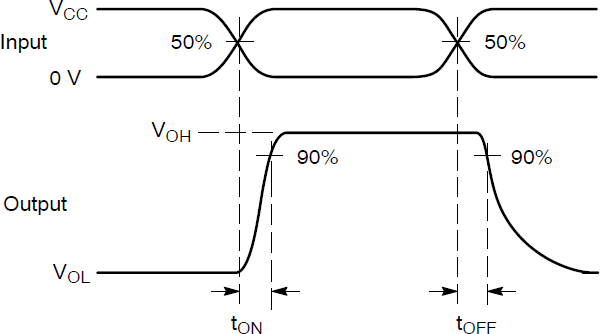 VCC
Input
50%
50%
0 V
VOH
90%
90%
Output
VOL
tON
tOFF